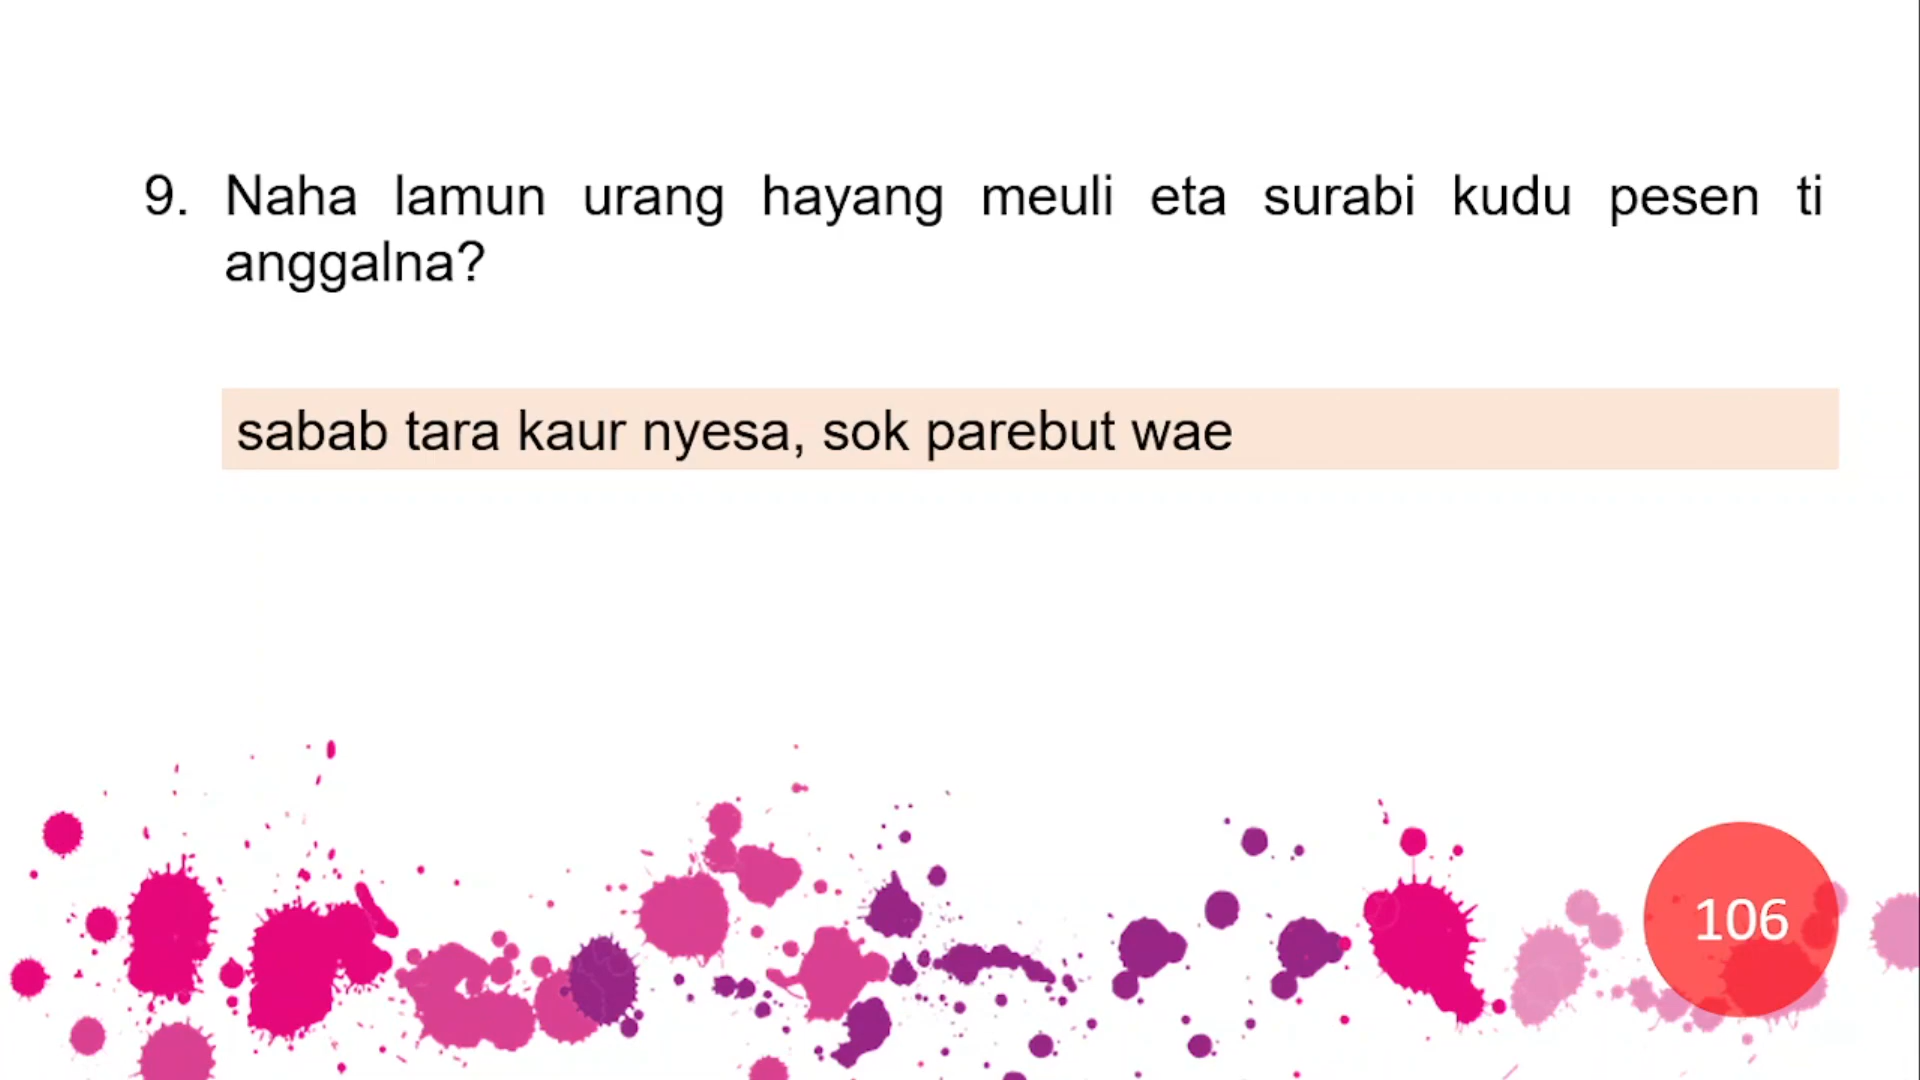 9. Naha lamun urang hayang meuli eta surabi kudu pesen ti
anggalna?
sabab tara kaur nyesa, sok parebut wae
106